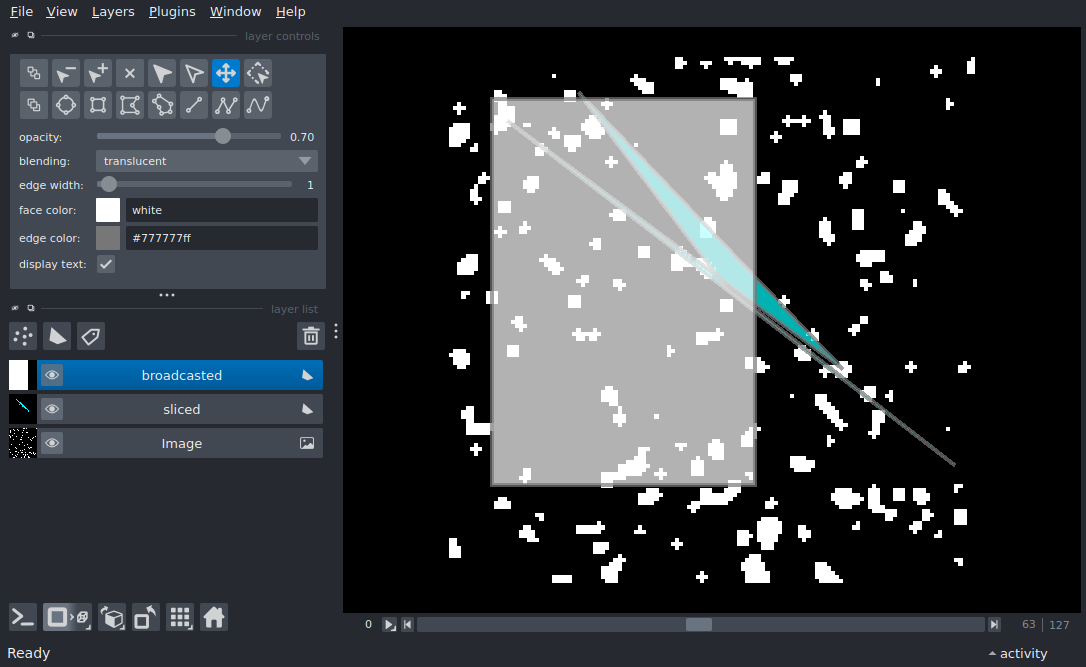 File View Layers Plugins Window Help
layer controls
opacity: 0.70
blending: translucent
edge width: 1
face color: white
edge color: #777777ff
display text:
layer list
broadcasted
sliced
Image
0 63 127
Ready activity